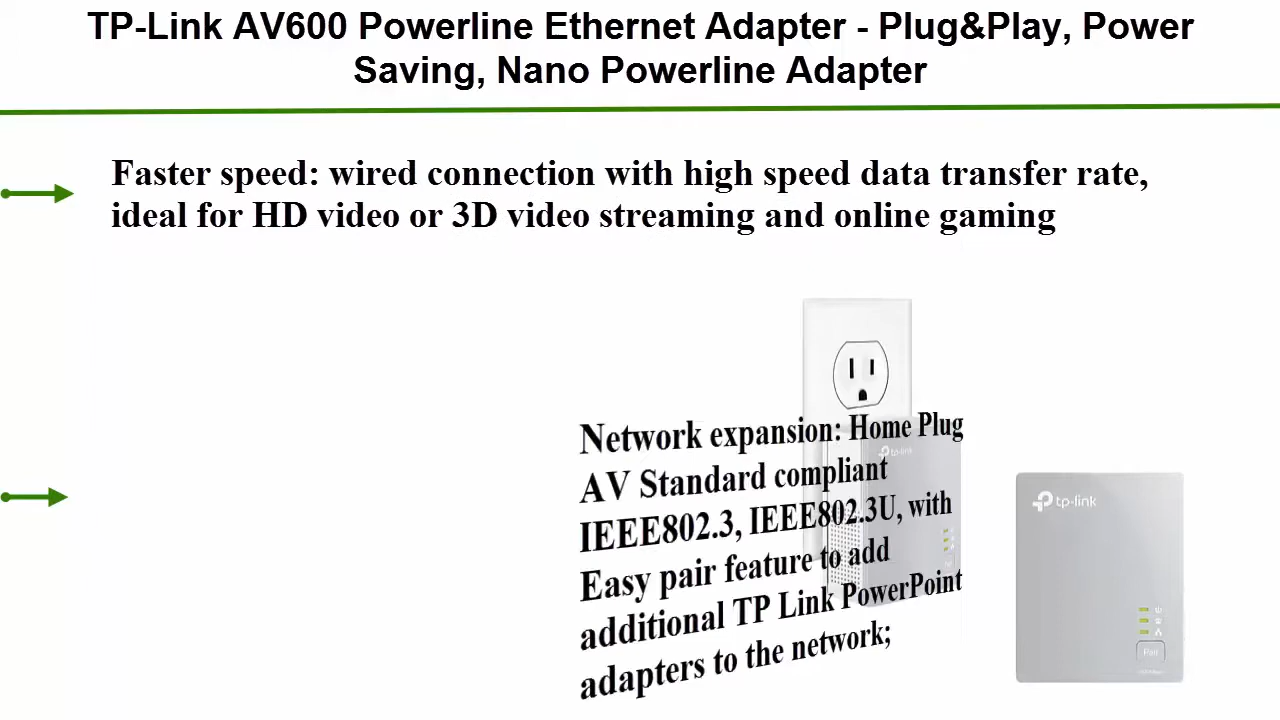 TP-Link AV600 Powerline Ethernet Adapter - Plug&Play, Power
Saving, Nano Powerline Adapter
Faster speed: wired connection with high speed data transfer rate,
ideal for HD video or 3D video streaming and online gaming
Network expansion: Home Plug
AV Standard compliant
IEEE802.3, IEEE802.3U, with
Easy pair feature to add
additional TP Link PowerPoint
adapters to the network;
tp-link
tp-link
Pair